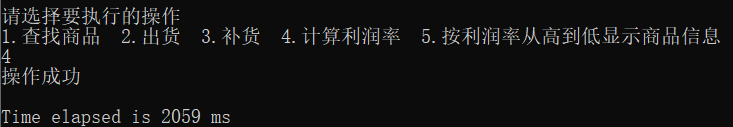 请选择要执行的操作
1.查找商品  2.出货  3.补货  4.计算利润率  5.按利润率从高到低显示商品信息
4
操作成功
Time elapsed is 2059 ms